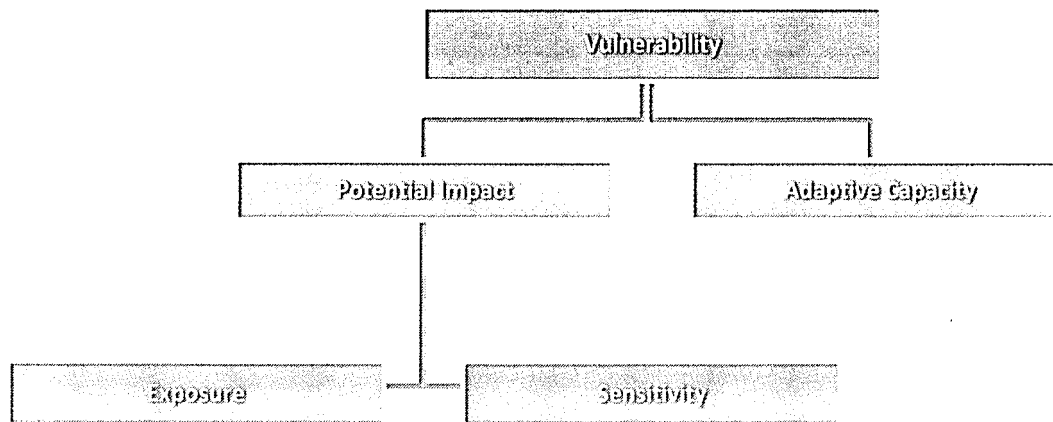 Vulnerability
Potential Impact
Adaptive Capacity
Exposure
Sensitivity